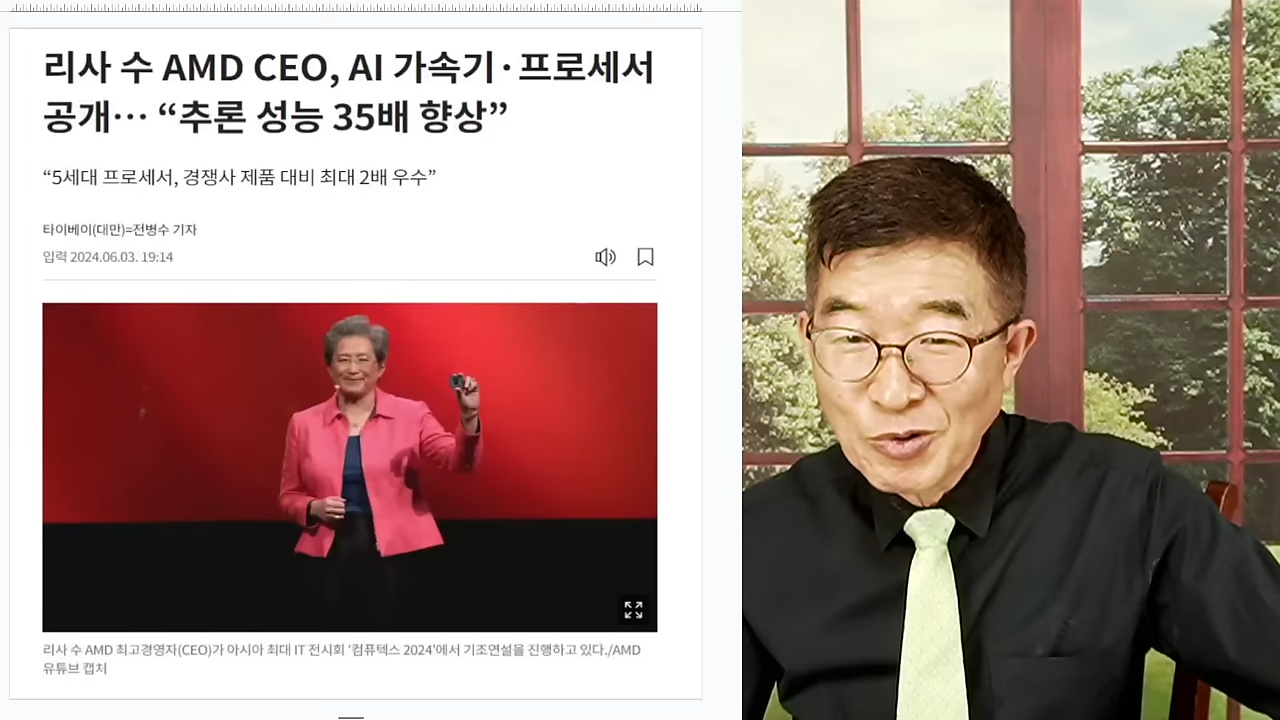 리사 수 AMD CEO, AI 가속기·프로세서
공개… “추론 성능 35배 향상”
“5세대 프로세서, 경쟁사 제품 대비 최대 2배 우수”
타이베이(대만)=전병수 기자
입력 2024.06.03. 19:14
리사 수 AMD 최고경영자(CEO)가 아시아 최대 IT 전시회 '컴퓨텍스 2024'에서 기조연설을 진행하고 있다./AMD
유튜브 캡처